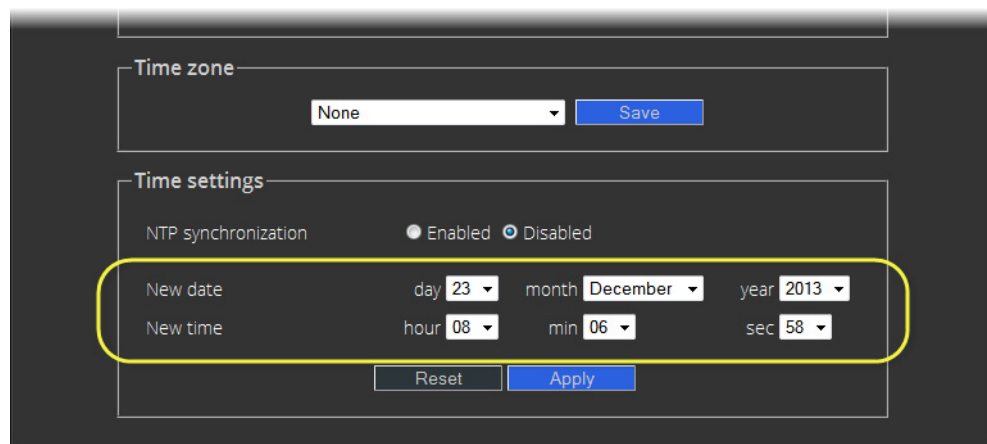 Time zone
None Save
Time settings
NTP synchronization Enabled Disabled
New date day 23 month December year 2013
New time hour 08 min 06 sec 58
Reset Apply